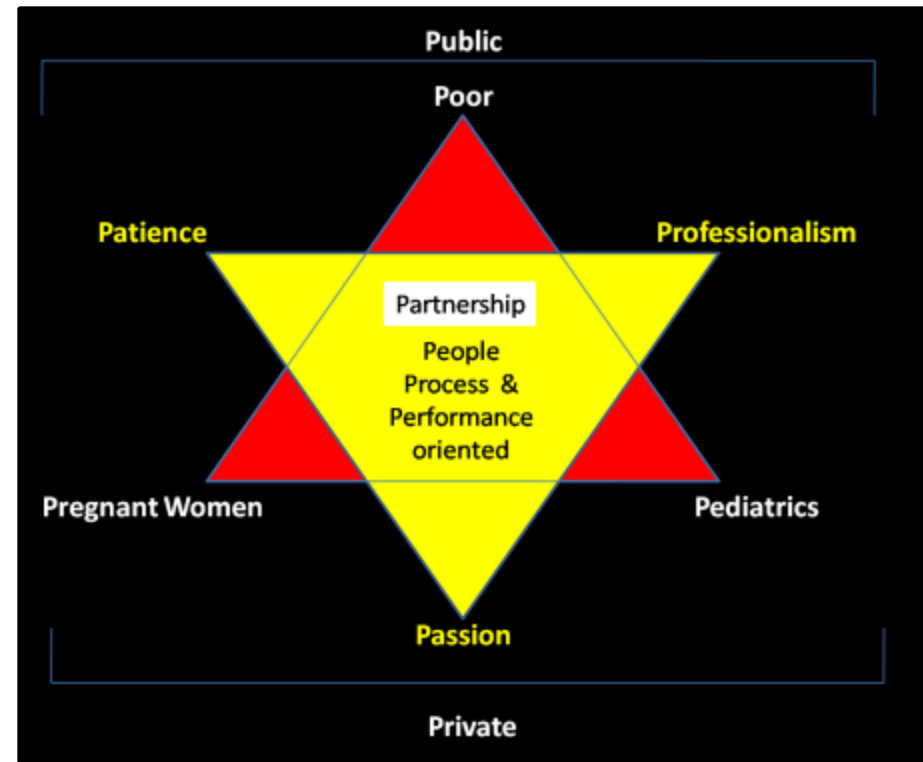 Public
Poor
Patience
Professionalism
Partnership
People
Process &
Performance
oriented
Pregnant Women
Pediatrics
Passion
Private